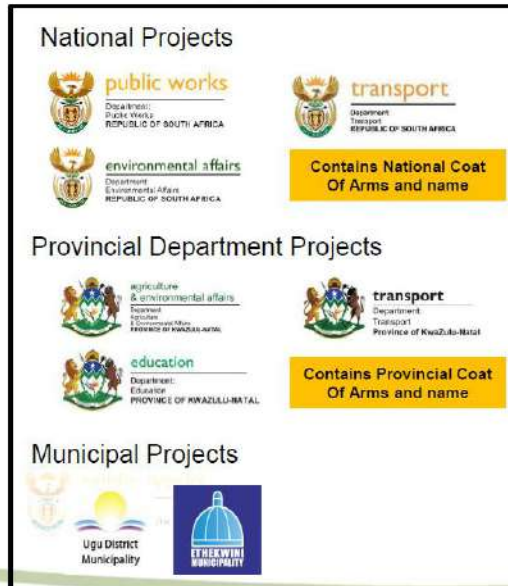 National Projects
public works
Department:
Public Works
REPUBLIC OF SOUTH AFRICA
transport
Department
Transport
REPUBLIC OF SOUTH AFRICA
environmental affairs
Department
Environmental Affairs
REPUBLIC OF SOUTH AFRICA
Contains National Coat
Of Arms and name
Provincial Department Projects
agriculture
& environmental affairs
Department
Agriculture
& Environmental Affairs
PROVINCE OF KWAZULU-NATAL
transport
Department:
Transport
Province of KwaZulu-Natal
education
Department:
Education
PROVINCE OF KWAZULU-NATAL
Contains Provincial Coat
Of Arms and name
Municipal Projects
Ugu District
Municipality
ETHEKWINI
MUNICIPALITY